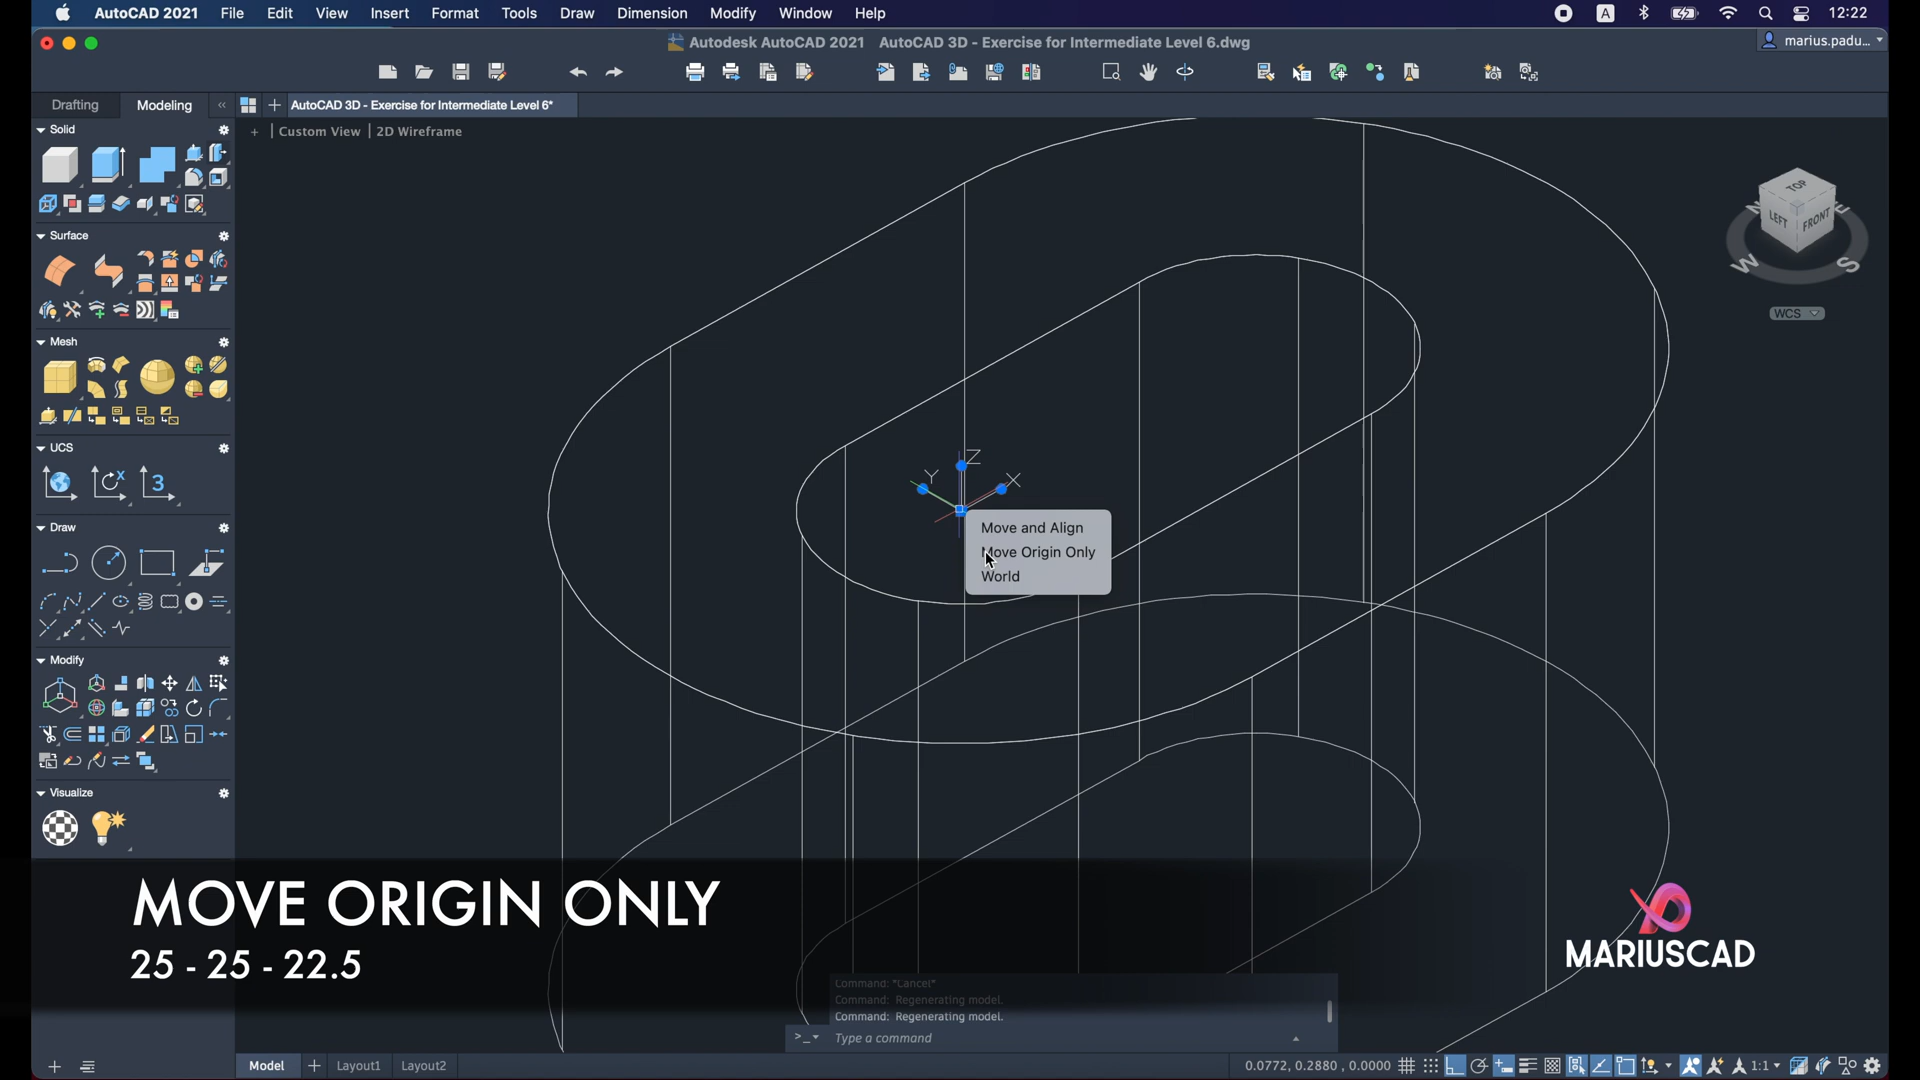 AutoCAD 2021 File Edit View Insert Format Tools Draw Dimension Modify Window Help A 12:22
Autodesk AutoCAD 2021 AutoCAD 3D - Exercise for Intermediate Level 6.dwg marius.padu...
Drafting Modeling « AutoCAD 3D - Exercise for Intermediate Level 6*
+ | Custom View | 2D Wireframe
Solid
Surface
Mesh
UCS
X
3
Draw
Modify
Visualize
TOP
LEFT FRONT
N E
W S
WCS
Z
Y X
Move and Align
Move Origin Only
World
MOVE ORIGIN ONLY
25 - 25 - 22.5
MARIUSCAD
Command: *Cancel*
Command: Regenerating model.
Command: Regenerating model.
>_ Type a command
Model + Layout1 Layout2 0.0772, 0.2880 , 0.0000 1:1